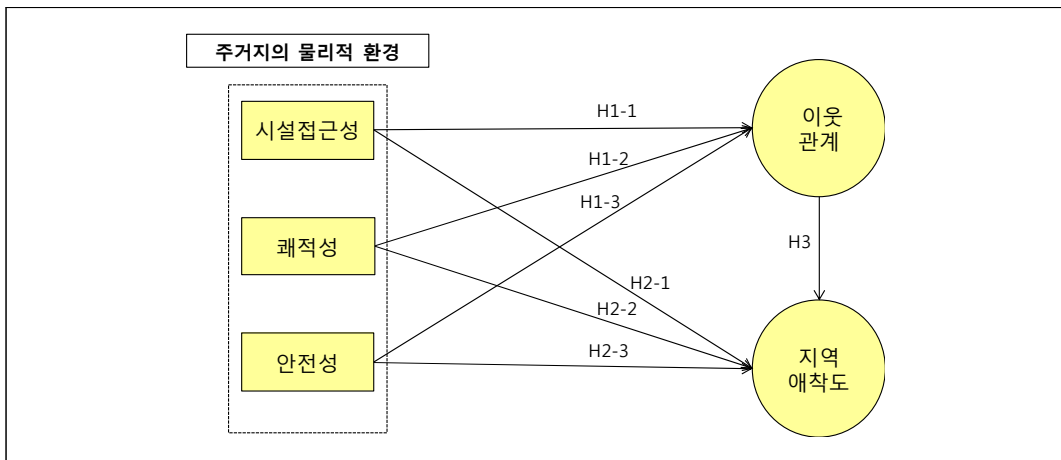 주거지의 물리적 환경
시설접근성
쾌적성
안전성
H1-1
H1-2
H1-3
H2-1
H2-2
H2-3
이웃
관계
H3
지역
애착도